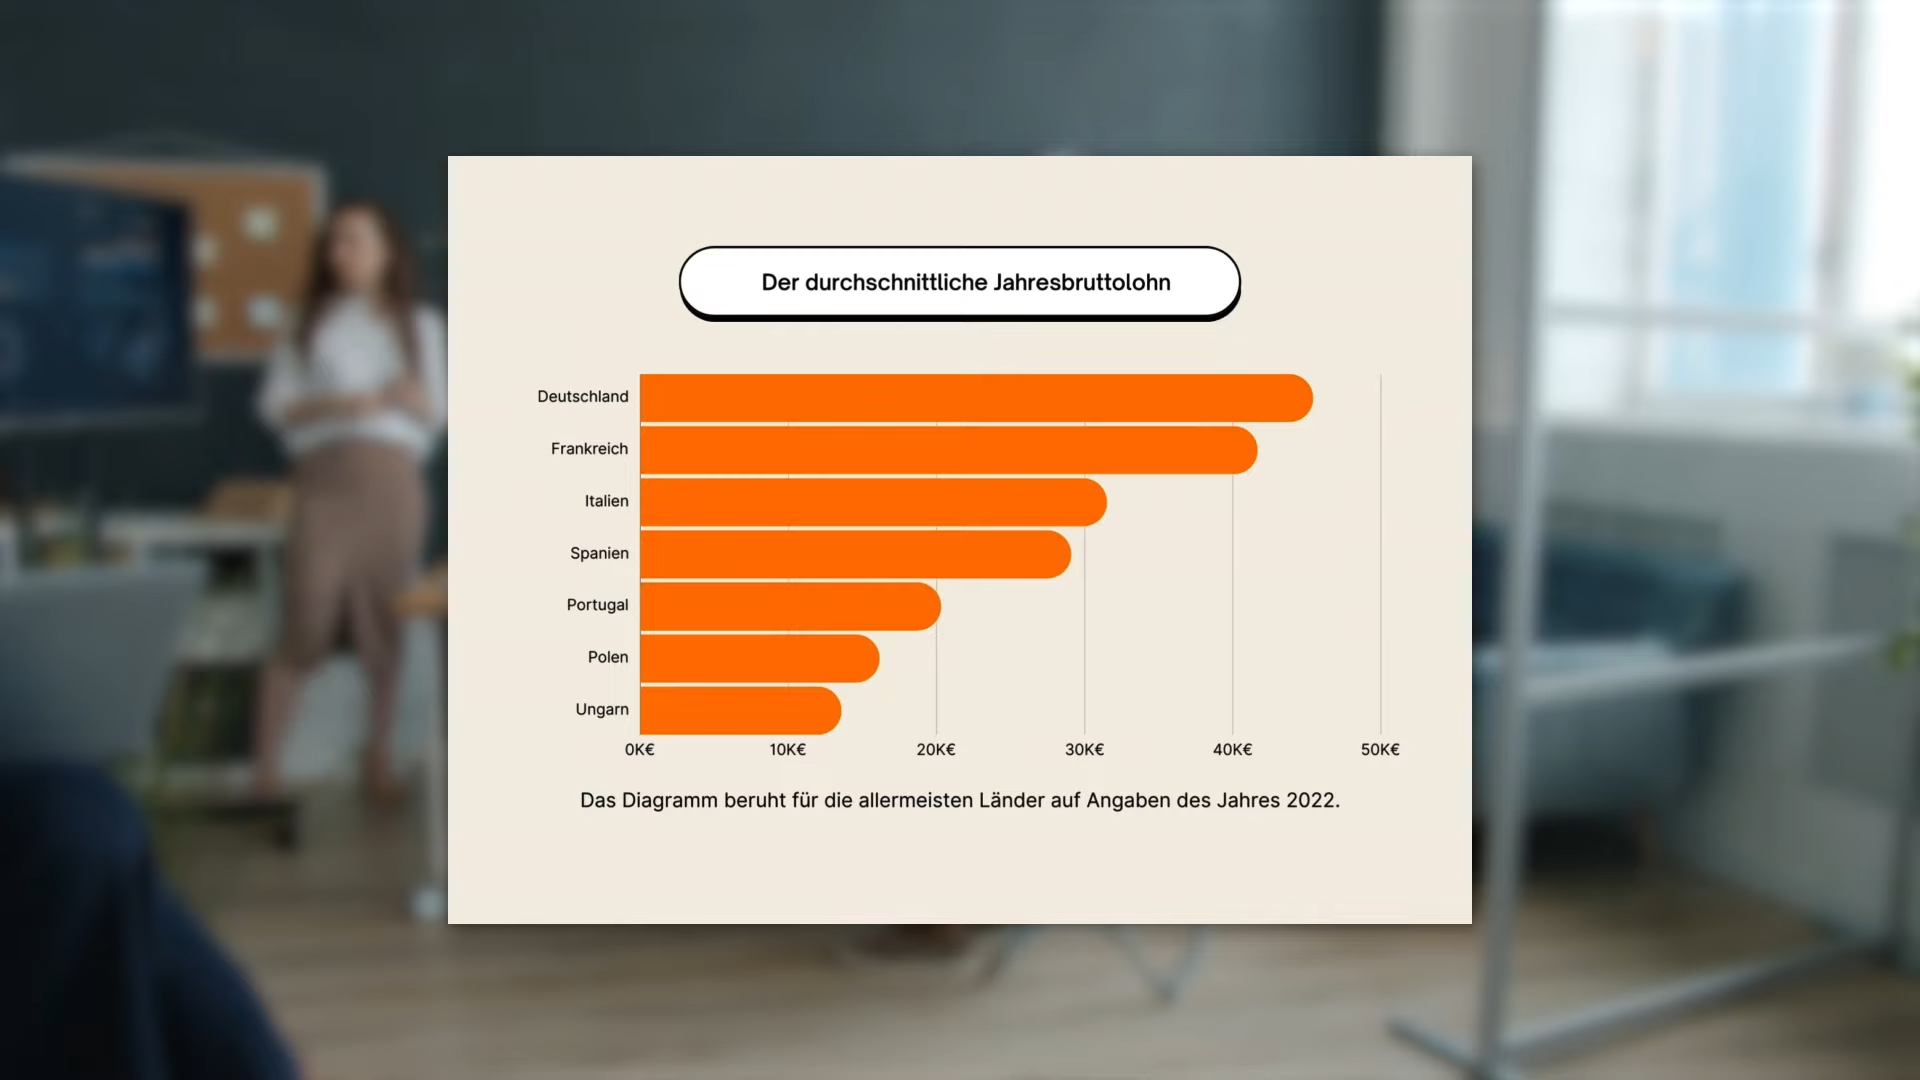 Der durchschnittliche Jahresbruttolohn
Deutschland
Frankreich
Italien
Spanien
Portugal
Polen
Ungarn
0K€ 10K€ 20K€ 30K€ 40K€ 50K€
Das Diagramm beruht für die allermeisten Länder auf Angaben des Jahres 2022.